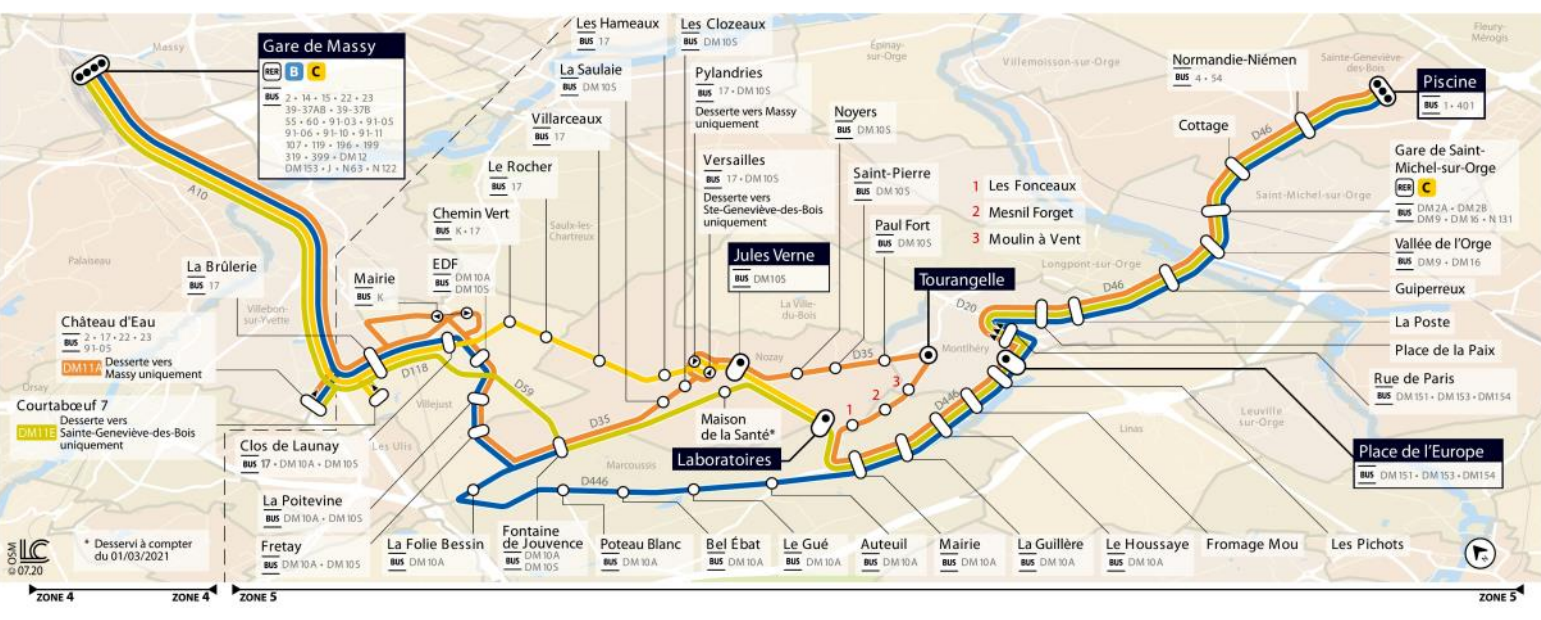 Massy
Gare de Massy
RER B C
BUS 2 • 14 • 15 • 22 • 23
39-37AB • 39-37B
55 • 60 • 91-03 • 91-05
91-06 • 91-10 • 91-11
107 • 119 • 196 • 199
319 • 399 • DM12
DM153 • J • N63 • N122
Les Hameaux
BUS 17
Les Clozeaux
BUS DM10S
La Saulaie
BUS DM10S
Pylandries
BUS 17 • DM10S
Desserte vers Massy
uniquement
Villarceaux
BUS 17
Noyers
BUS DM10S
Le Rocher
BUS 17
Versailles
BUS 17 • DM10S
Desserte vers
Ste-Geneviève-des-Bois
uniquement
Saint-Pierre
BUS DM10S
Chemin Vert
BUS K • 17
Paul Fort
BUS DM10S
1 Les Fonceaux
2 Mesnil Forget
3 Moulin à Vent
Épinay-
sur-Orge
Villemoisson-sur-Orge
Normandie-Niémen
BUS 4 • 54
Sainte-Geneviève-
des-Bois
Fleury-
Mérogis
Piscine
BUS 1 • 401
Cottage
D46
Gare de Saint-
Michel-sur-Orge
RER C
BUS DM2A • DM2B
DM9 • DM16 • N131
Saint-Michel-sur-Orge
Vallée de l'Orge
BUS DM9 • DM16
Longpont-sur-Orge
D46
Guiperreux
La Poste
Place de la Paix
Rue de Paris
BUS DM151 • DM153 • DM154
Place de l'Europe
BUS DM151 • DM153 • DM154
A10
Palaiseau
Saulx-les-
Chartreux
La Brûlerie
BUS 17
Mairie
BUS K
EDF
BUS DM10A
DM10S
Jules Verne
BUS DM10S
Tourangelle
La Ville-
du-Bois
D20
Villebon-
sur-Yvette
Château d'Eau
BUS 2 • 17 • 22 • 23
91-05
DM11A Desserte vers
Massy uniquement
Orsay
Courtabœuf 7
DM11E Desserte vers
Sainte-Geneviève-des-Bois
uniquement
D118
D59
Villejust
Nozay
D35
Montlhéry
1
2
3
D446
Leuville
sur-Orge
Linas
Clos de Launay
BUS 17 • DM10A • DM10S
Les Ulis
D35
Maison
de la Santé*
Laboratoires
Marcoussis
D446
La Poitevine
BUS DM10A • DM10S
Fretay
BUS DM10A • DM10S
La Folie Bessin
BUS DM10A
Fontaine
de Jouvence
BUS DM10A
DM10S
Poteau Blanc
BUS DM10A
Bel Ébat
BUS DM10A
Le Gué
BUS DM10A
Auteuil
BUS DM10A
Mairie
BUS DM10A
La Guillère
BUS DM10A
Le Houssaye
BUS DM10A
Fromage Mou
Les Pichots
* Desservi à compter
du 01/03/2021
© OSM
LC
07.20
ZONE 4
ZONE 4
ZONE 5
ZONE 5